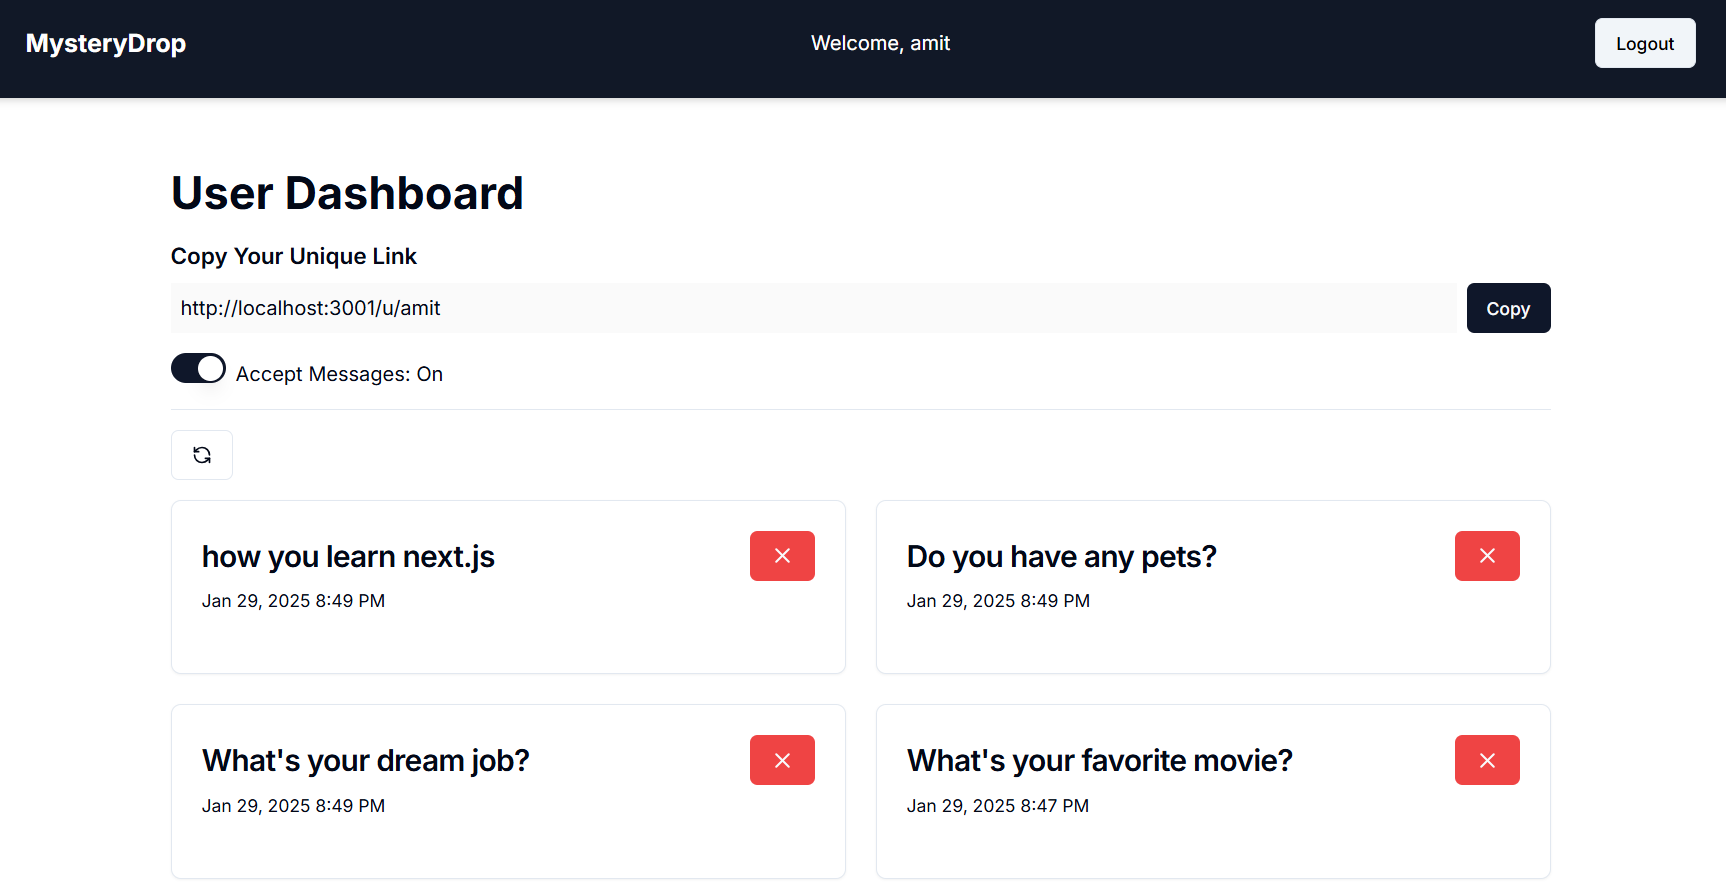 MysteryDrop
Welcome, amit
Logout
User Dashboard
Copy Your Unique Link
http://localhost:3001/u/amit
Copy
Accept Messages: On
how you learn next.js
Jan 29, 2025 8:49 PM
Do you have any pets?
Jan 29, 2025 8:49 PM
What's your dream job?
Jan 29, 2025 8:49 PM
What's your favorite movie?
Jan 29, 2025 8:47 PM